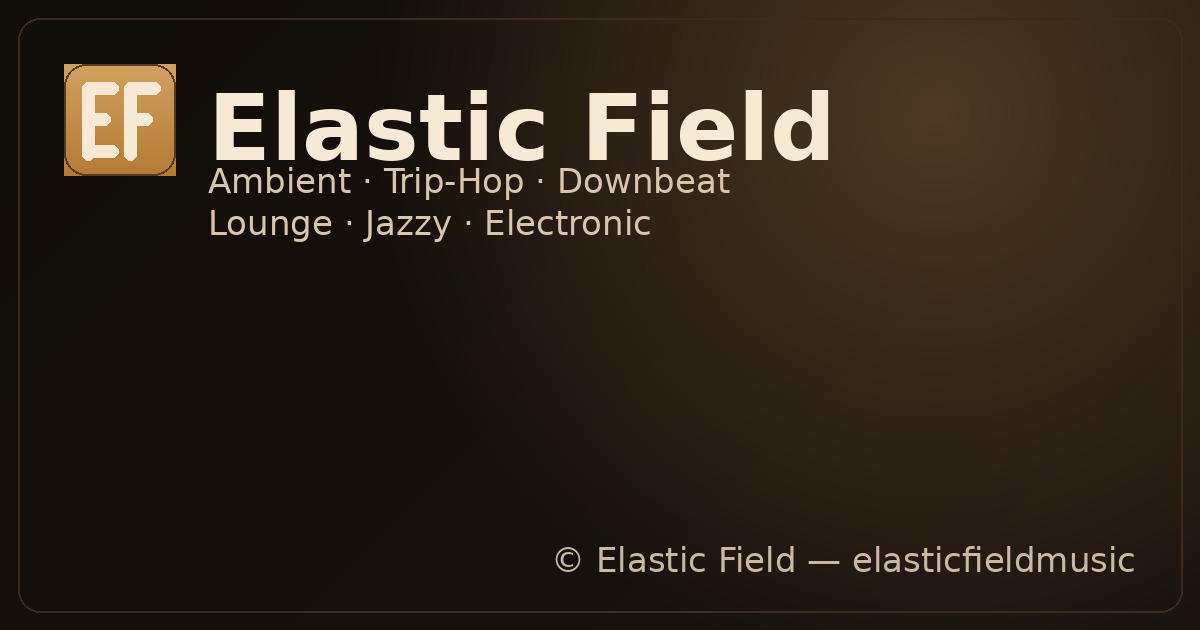 EF
Elastic Field
Ambient · Trip-Hop · Downbeat
Lounge · Jazzy · Electronic
© Elastic Field — elasticfieldmusic